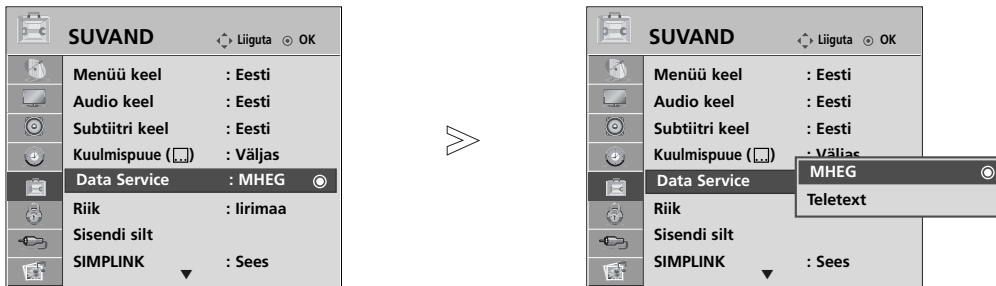 SUVAND Liiguta OK
Menüü keel : Eesti
Audio keel : Eesti
Subtiitri keel : Eesti
Kuulmispuue ( ) : Väljas
Data Service : MHEG
Riik : Iirimaa
Sisendi silt
SIMPLINK : Sees
SUVAND Liiguta OK
Menüü keel : Eesti
Audio keel : Eesti
Subtiitri keel : Eesti
Kuulmispuue ( ) : Väljas
Data Service
MHEG
Teletext
Riik
Sisendi silt
SIMPLINK : Sees